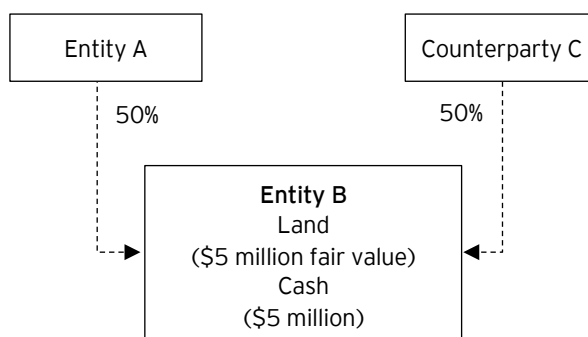 Entity A
Counterparty C
50%
50%
Entity B
Land
($5 million fair value)
Cash
($5 million)